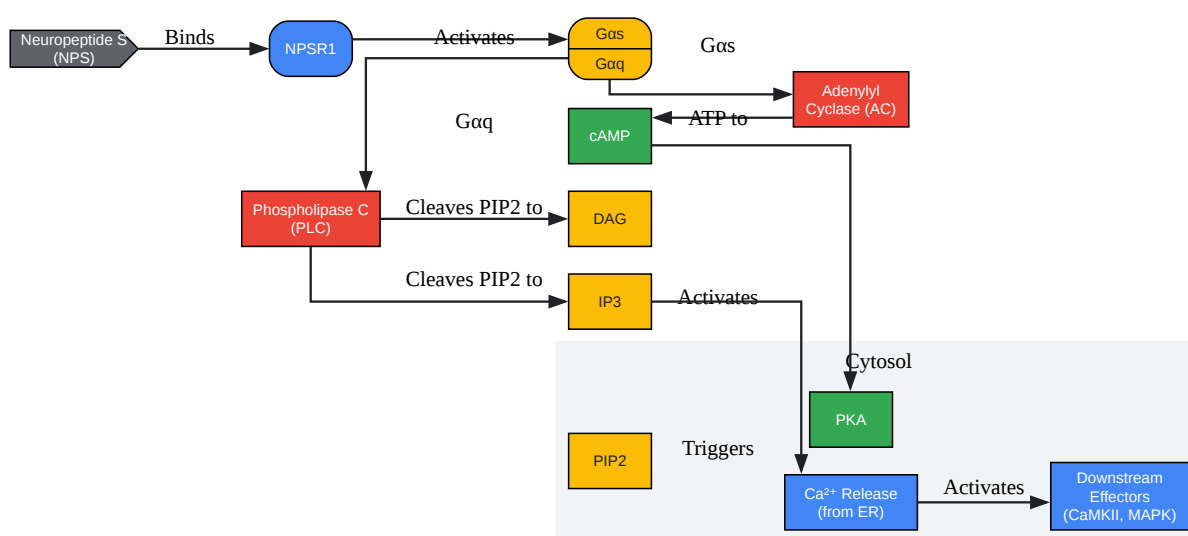 Neuropeptide S
(NPS)
Binds
NPSR1
Activates
Gαs
Gαq
Gαs
Adenylyl
Cyclase (AC)
ATP to
cAMP
Gαq
Phospholipase C
(PLC)
Cleaves PIP2 to
DAG
Cleaves PIP2 to
IP3
Activates
Cytosol
PKA
PIP2
Triggers
Ca²⁺ Release
(from ER)
Activates
Downstream
Effectors
(CaMKII, MAPK)